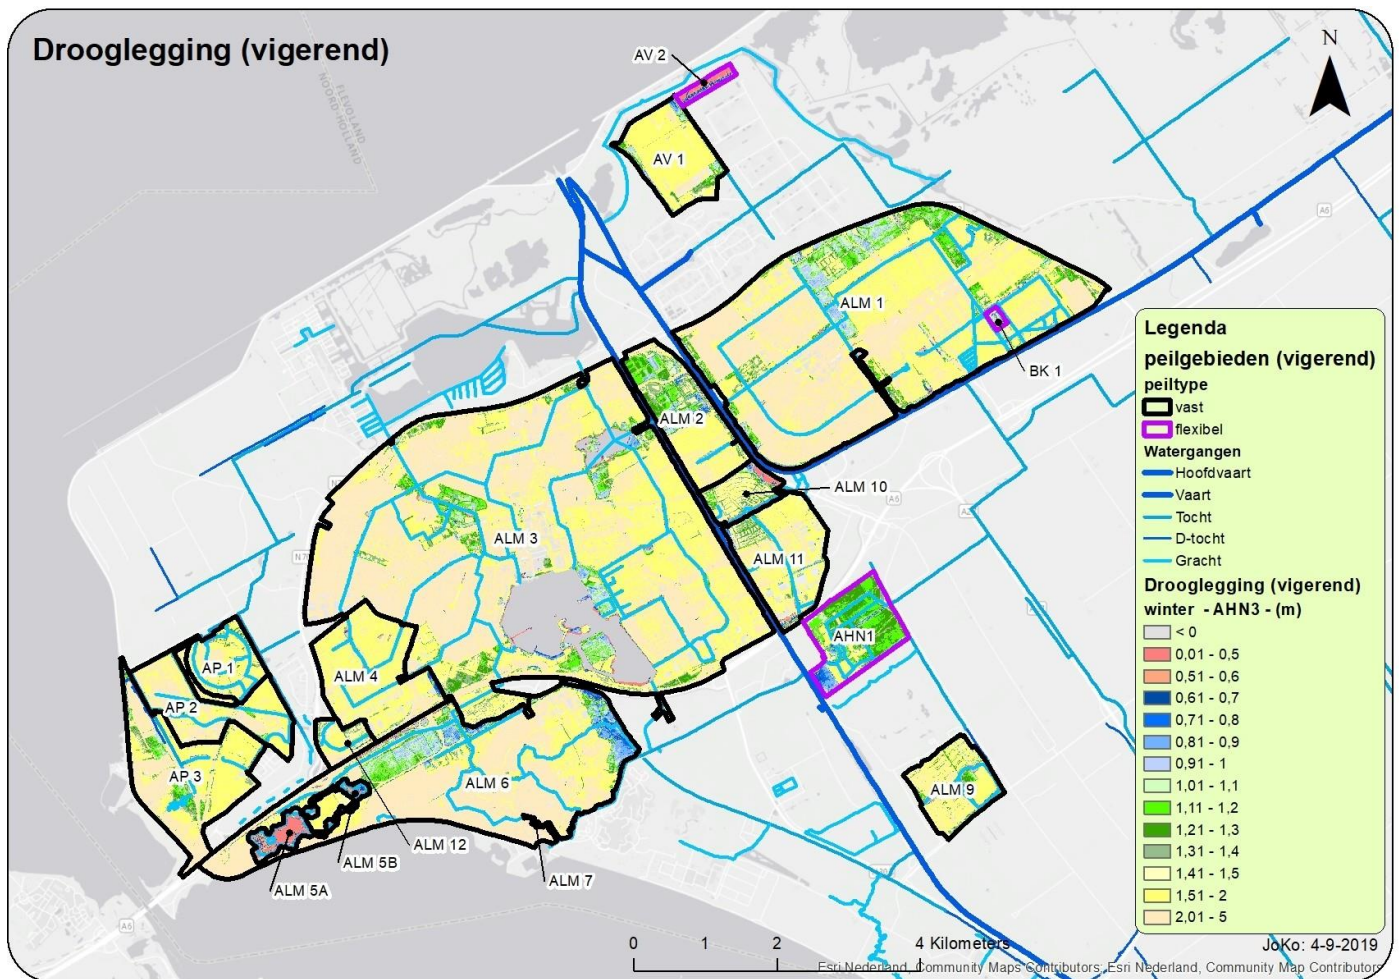 Drooglegging (vigerend)
FLEVOLAND
NOORD-HOLLAND
N
AV 2
AV 1
A6
ALM 1
BK 1
ALM 2
ALM 10
A6
ALM 3
ALM 11
AHN1
ALM 4
AP 1
AP 2
AP 3
ALM 6
ALM 9
ALM 12
ALM 5B
ALM 5A
ALM 7
A6
Legenda
peilgebieden (vigerend)
peiltype
vast
flexibel
Watergangen
Hoofdvaart
Vaart
Tocht
D-tocht
Gracht
Drooglegging (vigerend)
winter - AHN3 - (m)
< 0
0,01 - 0,5
0,51 - 0,6
0,61 - 0,7
0,71 - 0,8
0,81 - 0,9
0,91 - 1
1,01 - 1,1
1,11 - 1,2
1,21 - 1,3
1,31 - 1,4
1,41 - 1,5
1,51 - 2
2,01 - 5
0 1 2 4 Kilometers
JoKo: 4-9-2019
Esri Nederland, Community Maps Contributors; Esri Nederland, Community Map Contributors